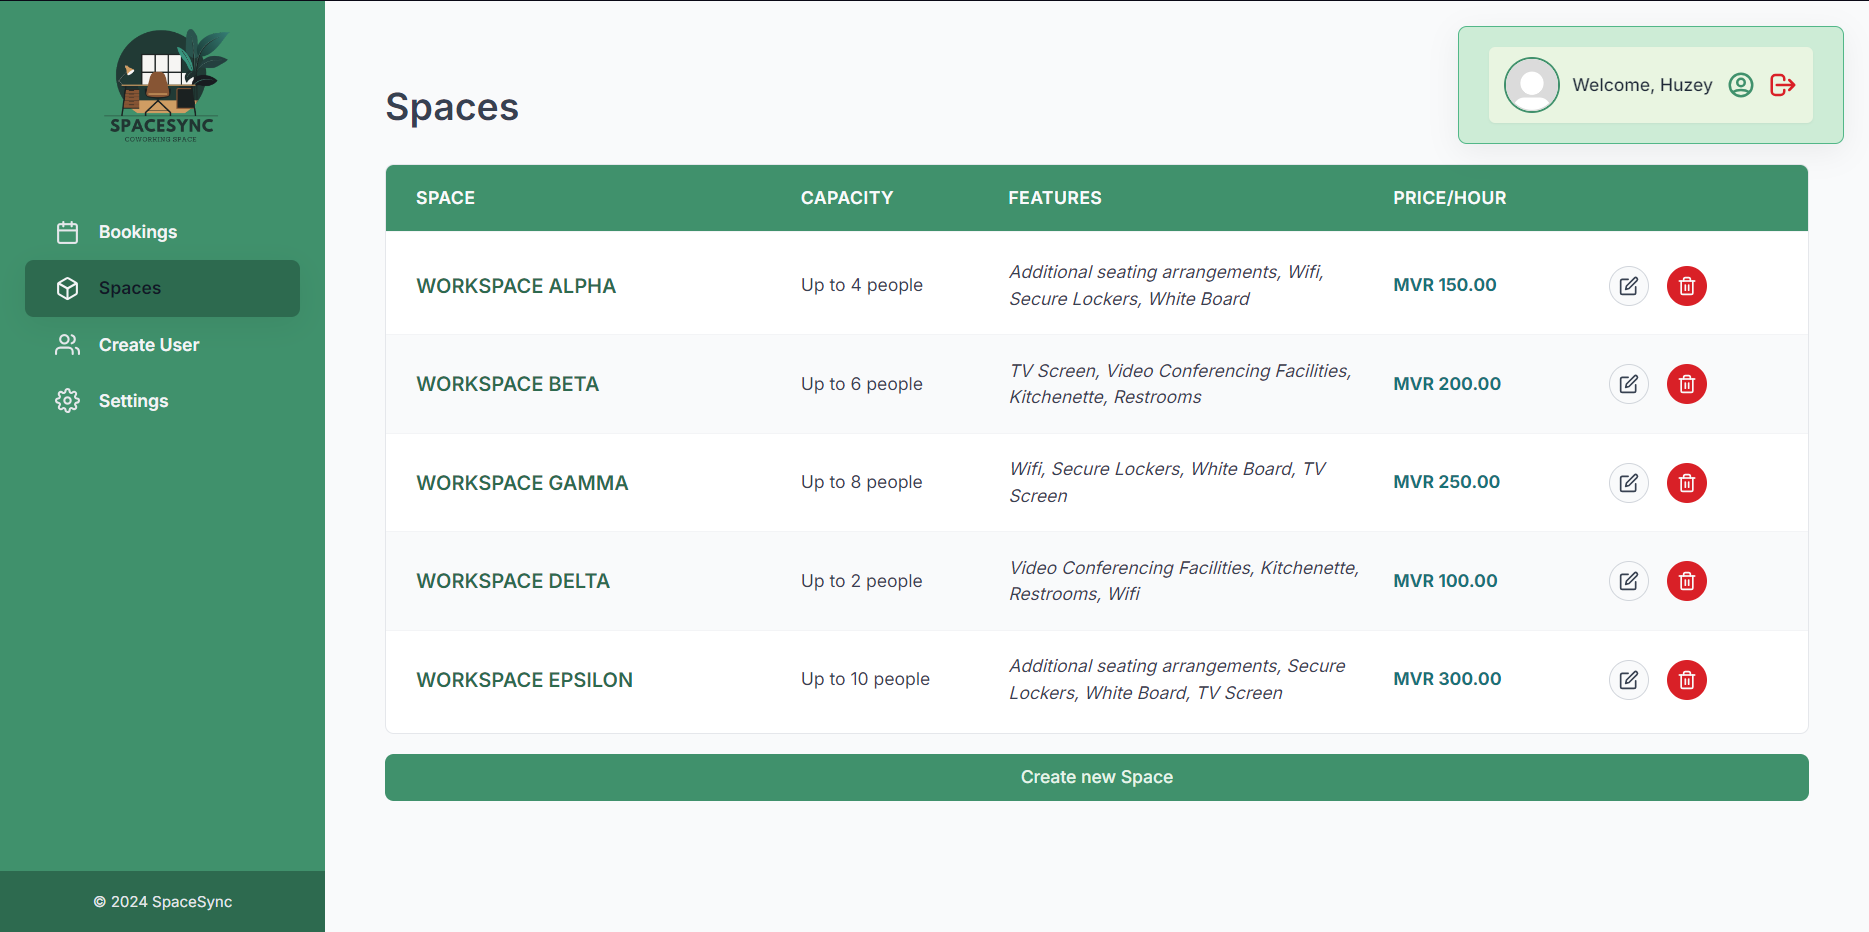 SPACESYNC
COWORKING SPACE
Bookings
Spaces
Create User
Settings
© 2024 SpaceSync
Welcome, Huzey
Spaces
SPACE CAPACITY FEATURES PRICE/HOUR
WORKSPACE ALPHA Up to 4 people Additional seating arrangements, Wifi, MVR 150.00
Secure Lockers, White Board
WORKSPACE BETA Up to 6 people TV Screen, Video Conferencing Facilities, MVR 200.00
Kitchenette, Restrooms
WORKSPACE GAMMA Up to 8 people Wifi, Secure Lockers, White Board, TV MVR 250.00
Screen
WORKSPACE DELTA Up to 2 people Video Conferencing Facilities, Kitchenette, MVR 100.00
Restrooms, Wifi
WORKSPACE EPSILON Up to 10 people Additional seating arrangements, Secure MVR 300.00
Lockers, White Board, TV Screen
Create new Space